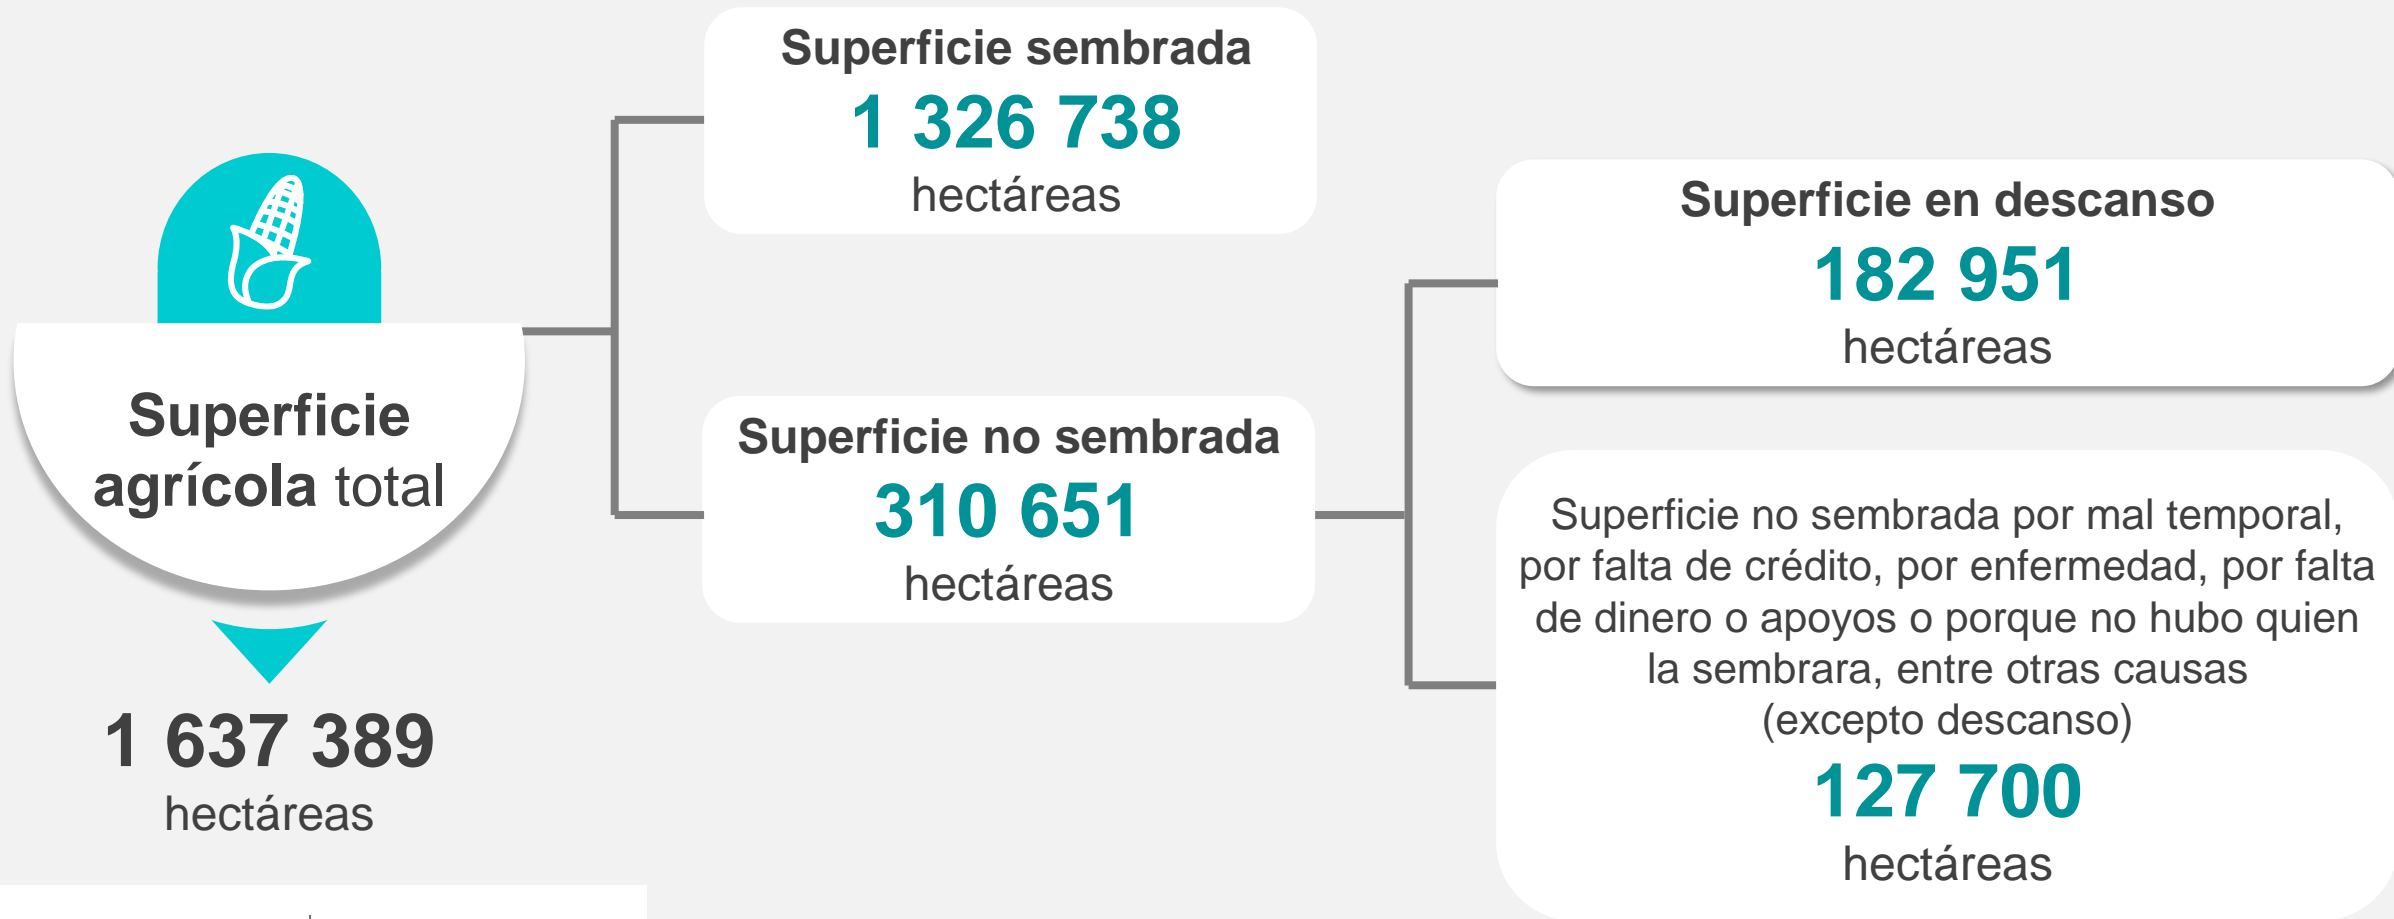 Superficie sembrada
1 326 738
hectáreas
Superficie
agrícola total
1 637 389
hectáreas
Superficie no sembrada
310 651
hectáreas
Superficie en descanso
182 951
hectáreas
Superficie no sembrada por mal temporal,
por falta de crédito, por enfermedad, por falta
de dinero o apoyos o porque no hubo quien
la sembrara, entre otras causas
(excepto descanso)
127 700
hectáreas